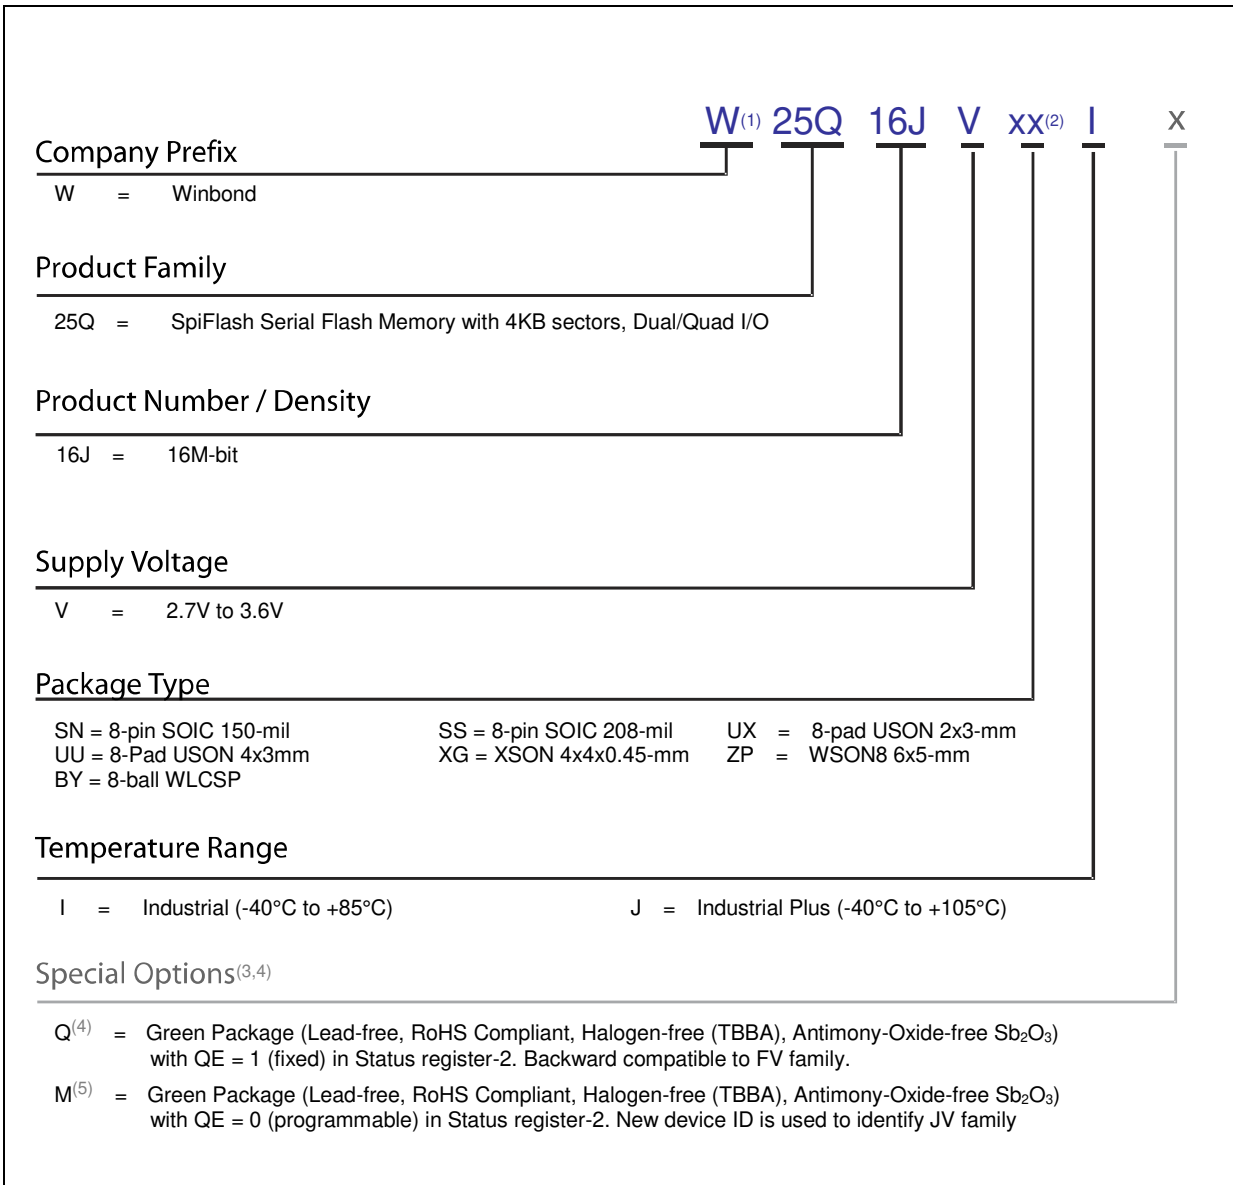 W(1) 25Q 16J V xx(2) I x
Company Prefix
W = Winbond
Product Family
25Q = SpiFlash Serial Flash Memory with 4KB sectors, Dual/Quad I/O
Product Number / Density
16J = 16M-bit
Supply Voltage
V = 2.7V to 3.6V
Package Type
SN = 8-pin SOIC 150-mil SS = 8-pin SOIC 208-mil UX = 8-pad USON 2x3-mm
UU = 8-Pad USON 4x3mm XG = XSON 4x4x0.45-mm ZP = WSON8 6x5-mm
BY = 8-ball WLCSP
Temperature Range
I = Industrial (-40°C to +85°C) J = Industrial Plus (-40°C to +105°C)
Special Options(3,4)
Q(4) = Green Package (Lead-free, RoHS Compliant, Halogen-free (TBBA), Antimony-Oxide-free Sb₂O₃)
with QE = 1 (fixed) in Status register-2. Backward compatible to FV family.
M(5) = Green Package (Lead-free, RoHS Compliant, Halogen-free (TBBA), Antimony-Oxide-free Sb₂O₃)
with QE = 0 (programmable) in Status register-2. New device ID is used to identify JV family